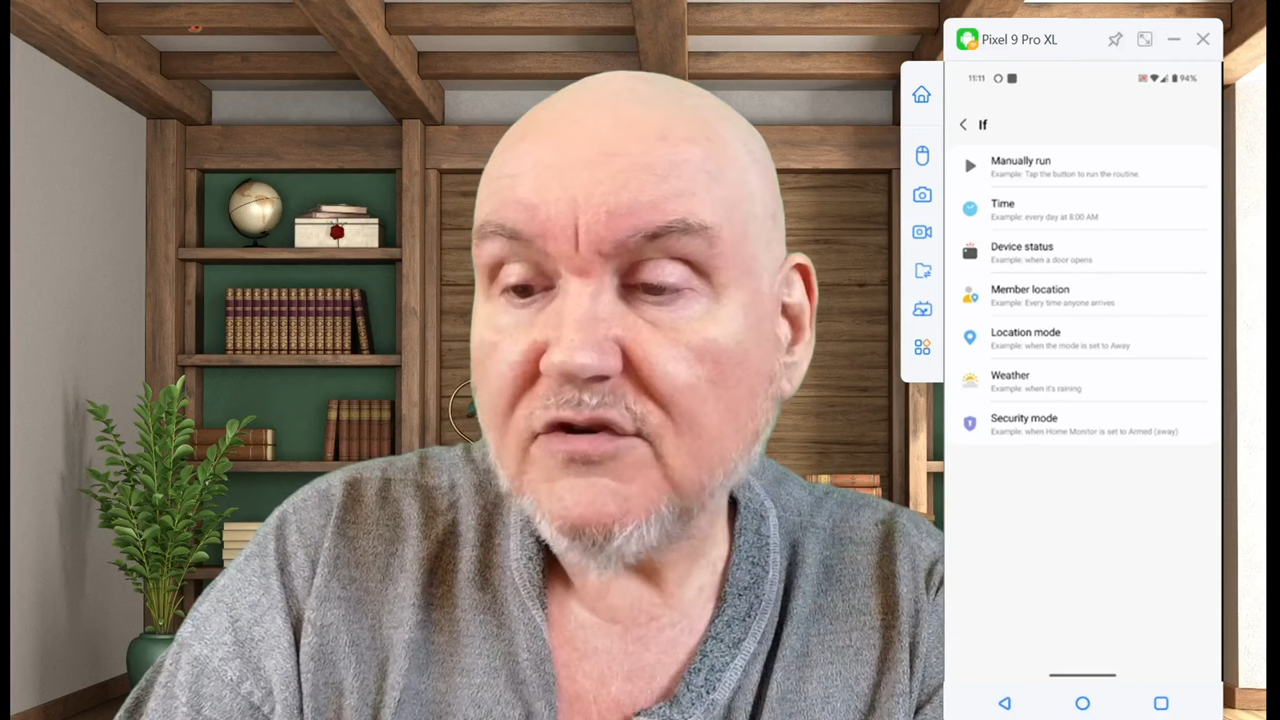 Pixel 9 Pro XL
11:11
94%
If
Manually run
Example: Tap the button to run the routine.
Time
Example: every day at 8:00 AM
Device status
Example: when a door opens
Member location
Example: Every time anyone arrives
Location mode
Example: when the mode is set to Away
Weather
Example: when it's raining
Security mode
Example: when Home Monitor is set to Armed (away)